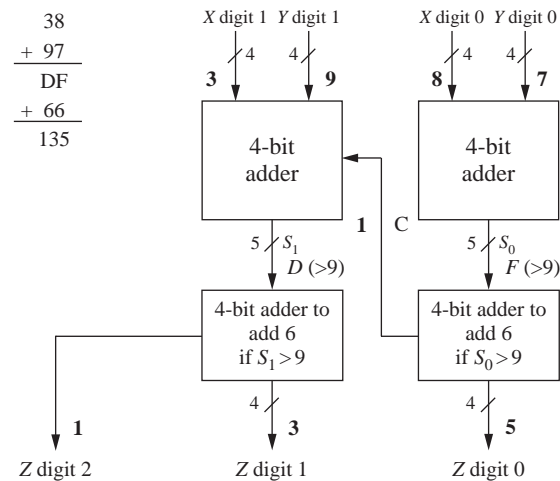 38
+ 97
DF
+ 66
135
X digit 1 Y digit 1 X digit 0 Y digit 0
4 4 4 4
3 9 8 7
4-bit adder
4-bit adder
1 C
5 S1 5 S0
D (>9) F (>9)
4-bit adder to add 6 if S1 > 9
4-bit adder to add 6 if S0 > 9
4 4
1 3 5
Z digit 2 Z digit 1 Z digit 0